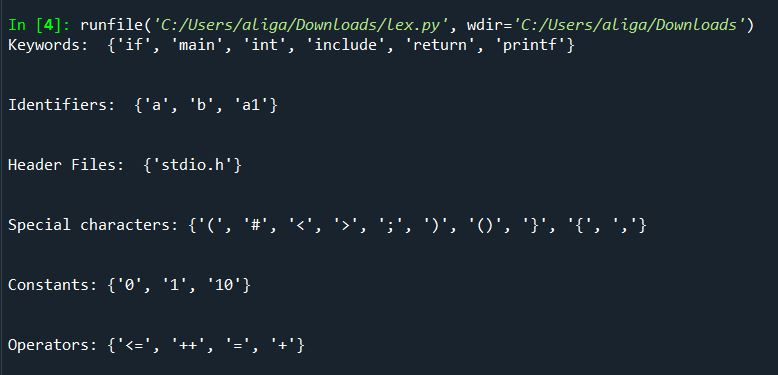 In [4]: runfile('C:/Users/aliga/Downloads/lex.py', wdir='C:/Users/aliga/Downloads')
Keywords:  {'if', 'main', 'int', 'include', 'return', 'printf'}
Identifiers:  {'a', 'b', 'a1'}
Header Files:  {'stdio.h'}
Special characters: {'(', '#', '<', '>', ';', ')', '()', '}', '{', ','}
Constants: {'0', '1', '10'}
Operators: {'<=', '++', '=', '+'}